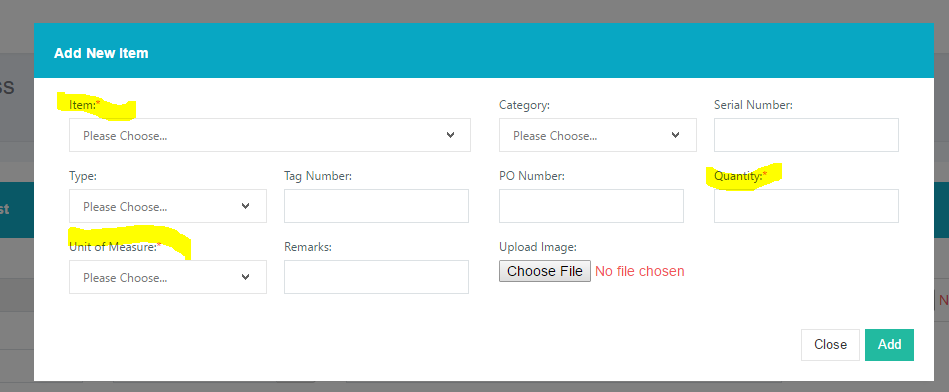 Add New Item
Item:* Category: Serial Number:
Please Choose... Please Choose...
Type: Tag Number: PO Number: Quantity:*
Please Choose...
Unit of Measure:* Remarks: Upload Image:
Please Choose... Choose File No file chosen
Close Add
ss
st
N